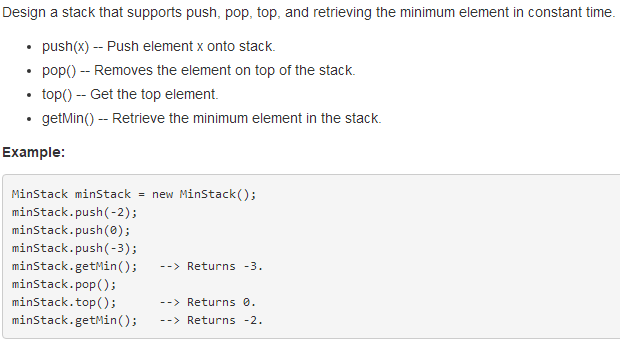 Design a stack that supports push, pop, top, and retrieving the minimum element in constant time.
• push(x) -- Push element x onto stack.
• pop() -- Removes the element on top of the stack.
• top() -- Get the top element.
• getMin() -- Retrieve the minimum element in the stack.
Example:
MinStack minStack = new MinStack();
minStack.push(-2);
minStack.push(0);
minStack.push(-3);
minStack.getMin();   --> Returns -3.
minStack.pop();
minStack.top();      --> Returns 0.
minStack.getMin();   --> Returns -2.